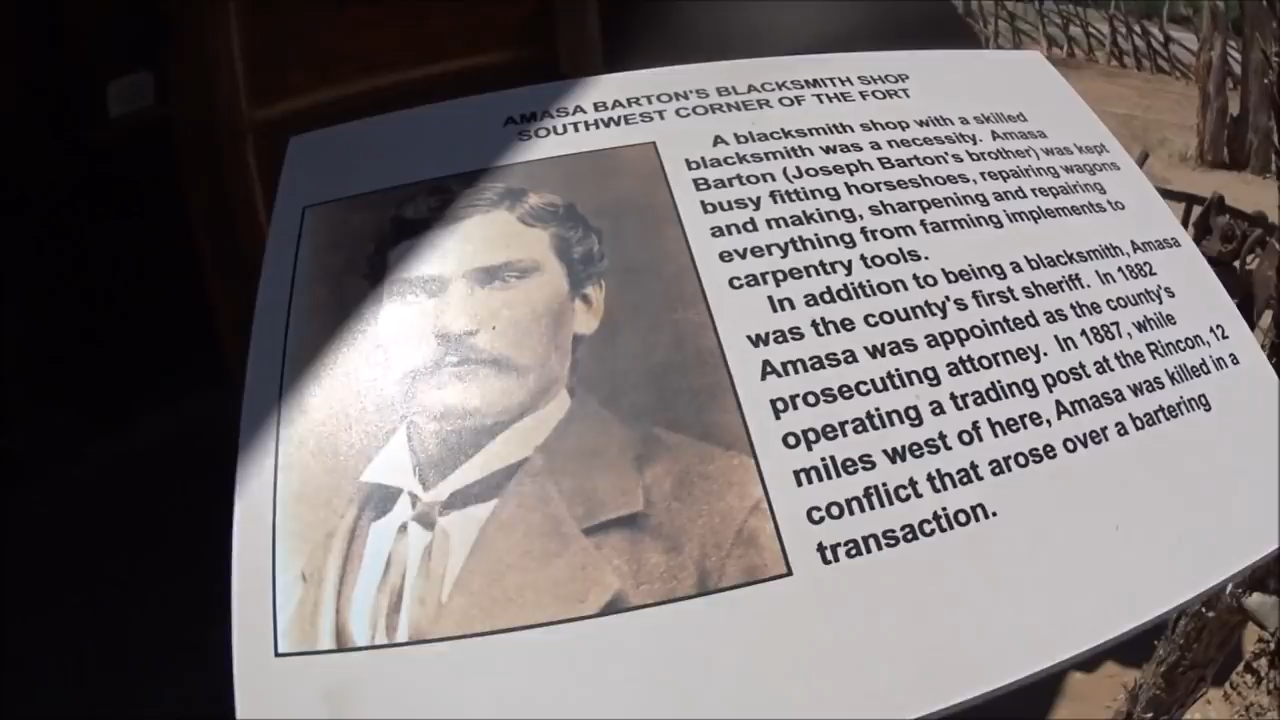 AMASA BARTON'S BLACKSMITH SHOP
SOUTHWEST CORNER OF THE FORT
A blacksmith shop with a skilled
blacksmith was a necessity. Amasa
Barton (Joseph Barton's brother) was kept
busy fitting horseshoes, repairing wagons
and making, sharpening and repairing
everything from farming implements to
carpentry tools.
In addition to being a blacksmith, Amasa
was the county's first sheriff. In 1882
Amasa was appointed as the county's
prosecuting attorney. In 1887, while
operating a trading post at the Rincon, 12
miles west of here, Amasa was killed in a
conflict that arose over a bartering
transaction.